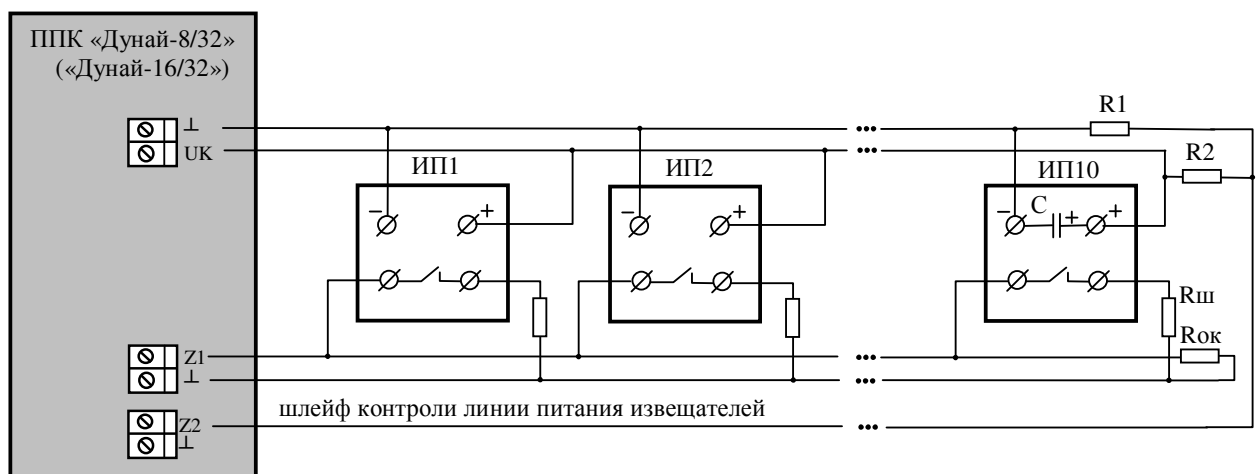 ППК «Дунай-8/32»
(«Дунай-16/32»)
⊥
UK
R1
R2
ИП1
ИП2
ИП10
− +
− +
− C + +
Rш
Rок
Z1
⊥
шлейф контроли линии питания извещателей
Z2
⊥